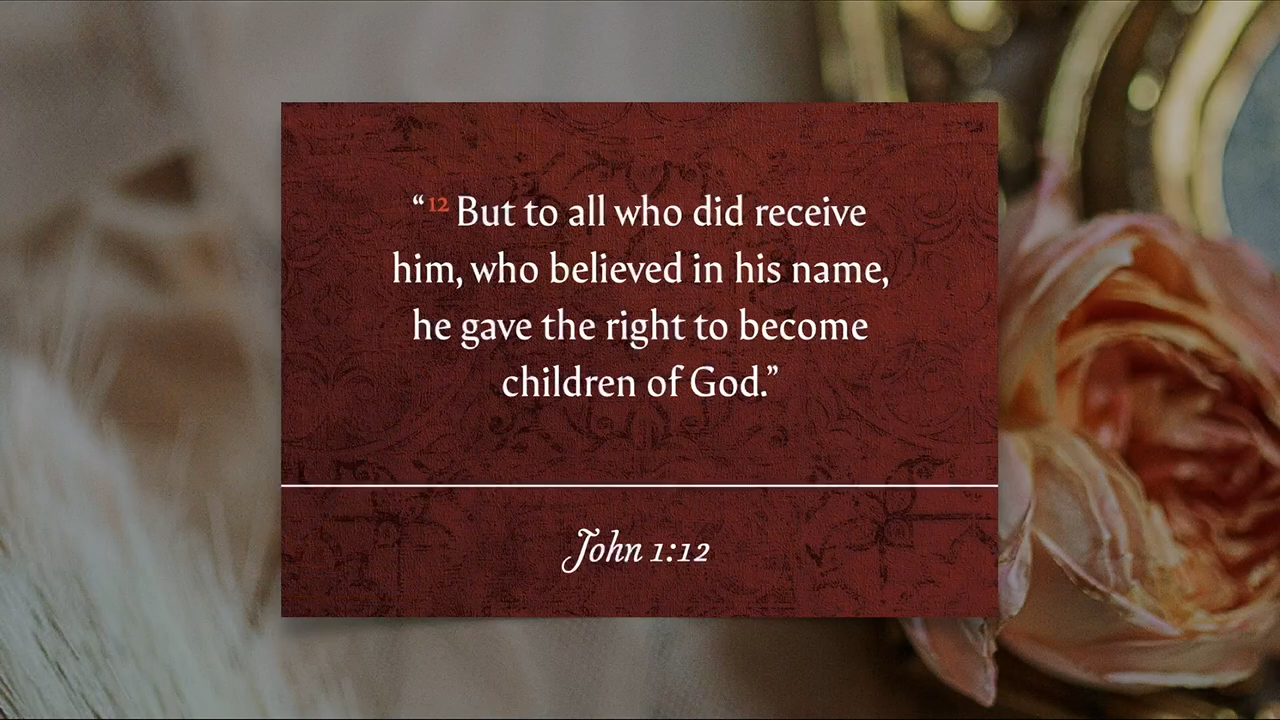 “12 But to all who did receive
him, who believed in his name,
he gave the right to become
children of God.”
John 1:12